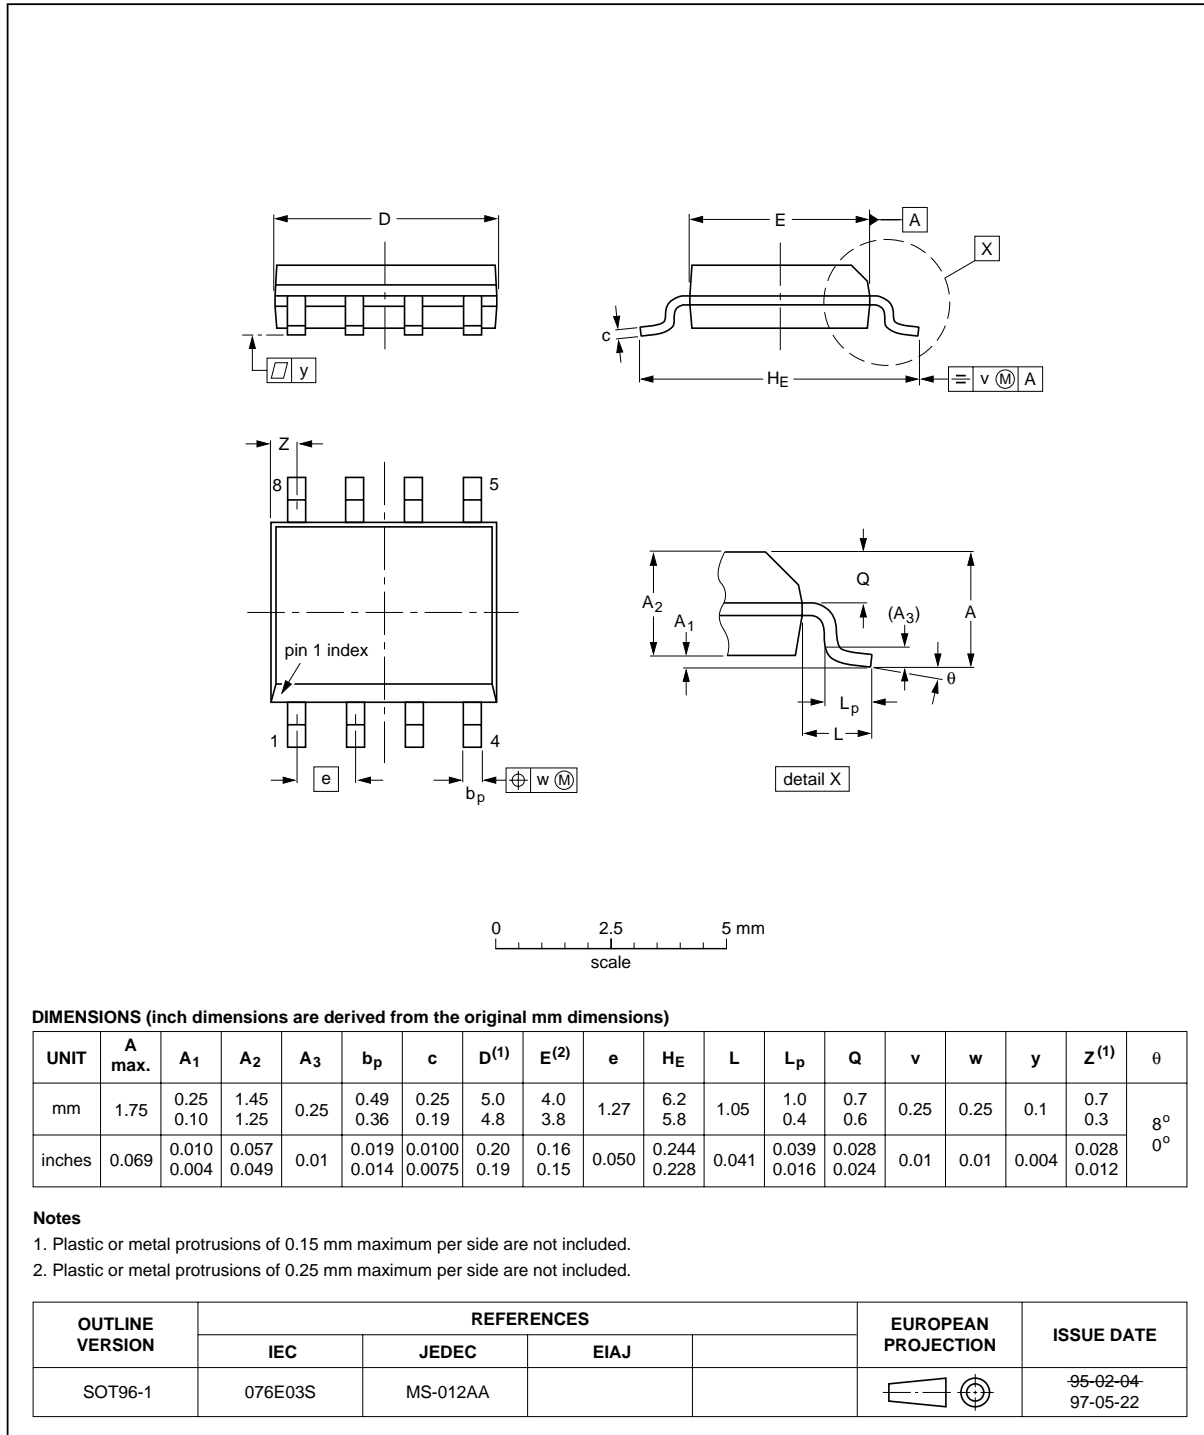 D
E
A
X
c
y
HE
v M A
Z
8
5
pin 1 index
1
4
e
bp
w M
A2
A1
Q
(A3)
A
θ
Lp
L
detail X
0 2.5 5 mm
scale
DIMENSIONS (inch dimensions are derived from the original mm dimensions)
UNIT A max. A1 A2 A3 bp c D(1) E(2) e HE L Lp Q v w y Z(1) θ
mm 1.75 0.25 0.10 1.45 1.25 0.25 0.49 0.36 0.25 0.19 5.0 4.8 4.0 3.8 1.27 6.2 5.8 1.05 1.0 0.4 0.7 0.6 0.25 0.25 0.1 0.7 0.3 8o 0o
inches 0.069 0.010 0.004 0.057 0.049 0.01 0.019 0.014 0.0100 0.0075 0.20 0.19 0.16 0.15 0.050 0.244 0.228 0.041 0.039 0.016 0.028 0.024 0.01 0.01 0.004 0.028 0.012
Notes
1. Plastic or metal protrusions of 0.15 mm maximum per side are not included.
2. Plastic or metal protrusions of 0.25 mm maximum per side are not included.
OUTLINE VERSION REFERENCES EUROPEAN PROJECTION ISSUE DATE
IEC JEDEC EIAJ
SOT96-1 076E03S MS-012AA 95-02-04
97-05-22